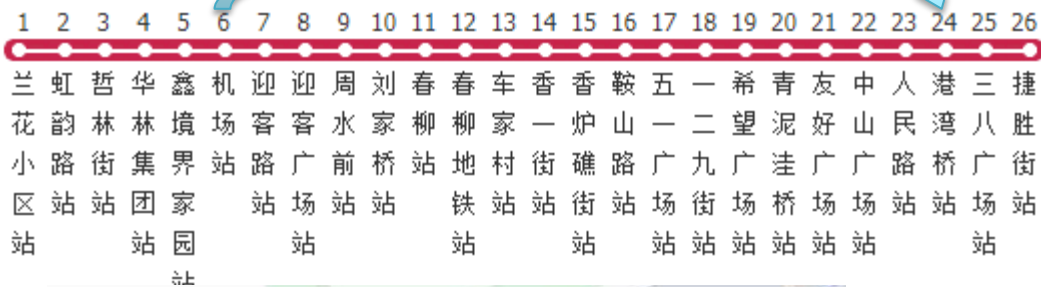 1 2 3 4 5 6 7 8 9 10 11 12 13 14 15 16 17 18 19 20 21 22 23 24 25 26
兰花小区站
虹韵路站
哲林街站
华林集团站
鑫境界家园站
机场站
迎客路站
迎客广场站
周水前站
刘家桥站
春柳站
春柳地铁站
车家村站
香一街站
香炉礁街站
鞍山路站
五一广场站
一二九街站
希望广场站
青泥洼桥站
友好广场站
中山广场站
人民路站
港湾桥站
三八广场站
捷胜街站